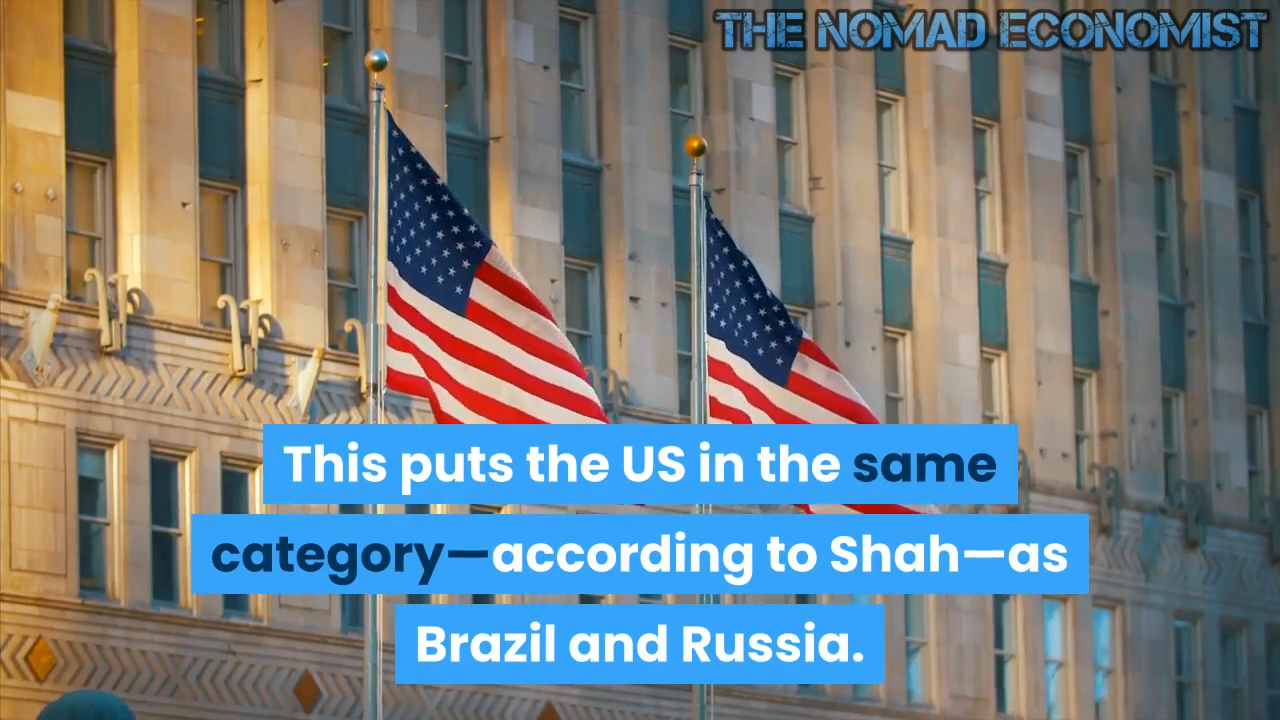 THE NOMAD ECONOMIST
This puts the US in the same
category—according to Shah—as
Brazil and Russia.